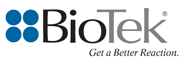 BioTek®
Get a Better Reaction.